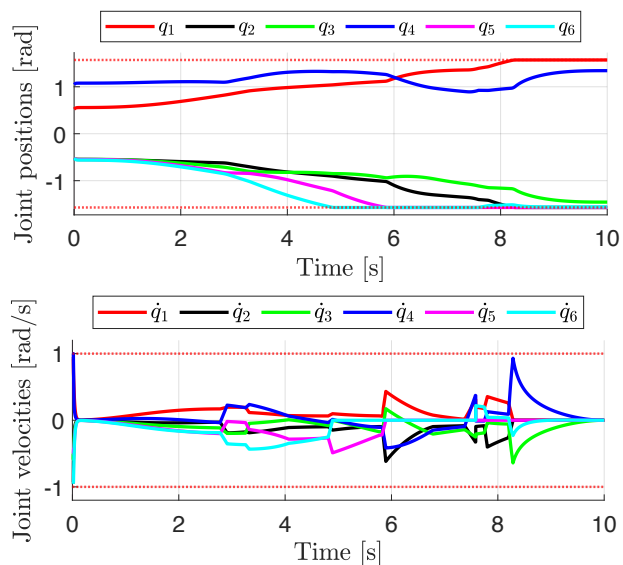 q₁ q₂ q₃ q₄ q₅ q₆
Joint positions [rad]
1
0
-1
0 2 4 6 8 10
Time [s]
q̇₁ q̇₂ q̇₃ q̇₄ q̇₅ q̇₆
Joint velocities [rad/s]
1
0
-1
0 2 4 6 8 10
Time [s]